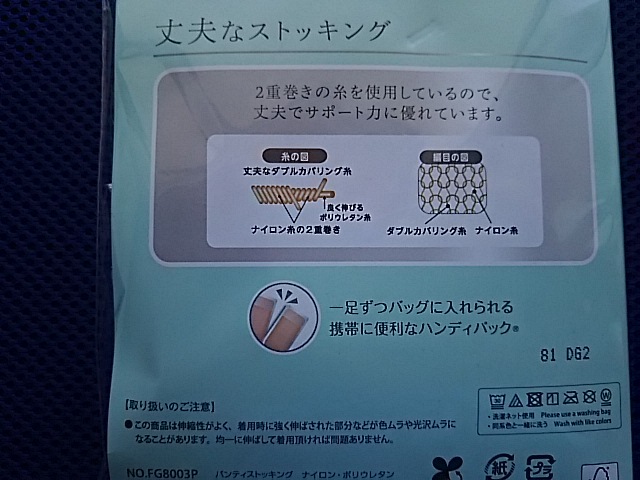 丈夫なストッキング
2重巻きの糸を使用しているので、
丈夫でサポート力に優れています。
糸の図
丈夫なダブルカバリング糸
良く伸びる
ポリウレタン糸
ナイロン糸の2重巻き
編目の図
ダブルカバリング糸 ナイロン糸
一足ずつバッグに入れられる
携帯に便利なハンディパック®
81 DG2
【取り扱いのご注意】
●この商品は伸縮性がよく、着用時に強く伸ばされた部分などが色ムラや光沢ムラに
なることがあります。均一に伸ばして着用頂ければ問題ありません。
・洗濯ネット使用 Please use a washing bag
・同系色と一緒に洗う Wash with like colors
NO.FG8003P パンティストッキング ナイロン・ポリウレタン
紙
プラ